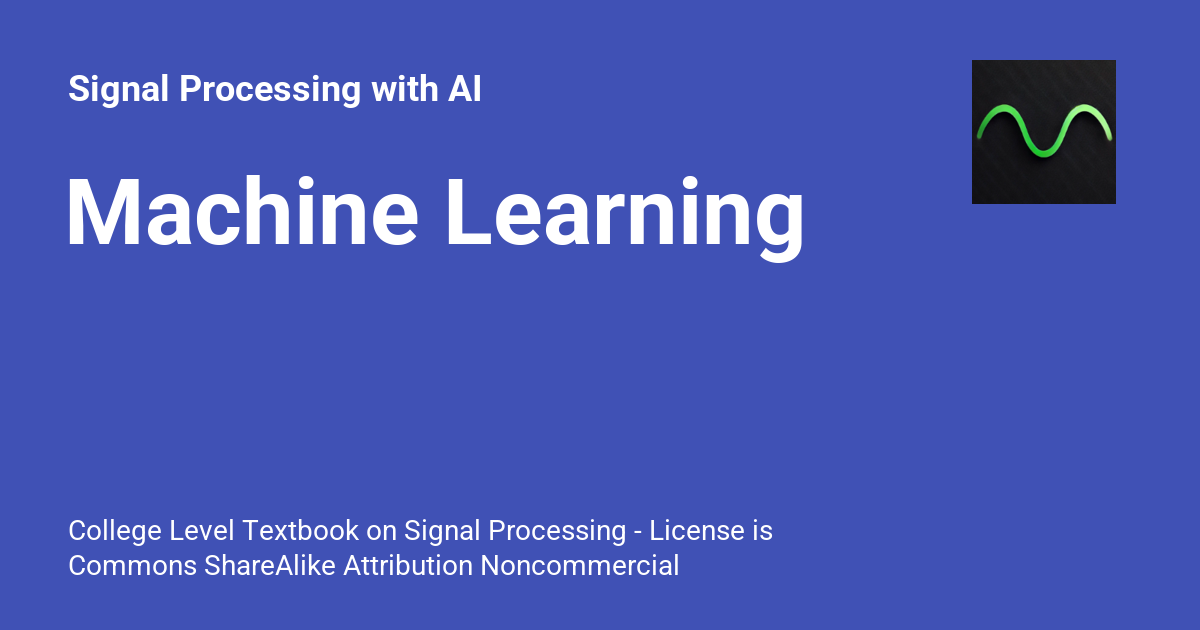 Signal Processing with AI
Machine Learning
College Level Textbook on Signal Processing - License is
Commons ShareAlike Attribution Noncommercial